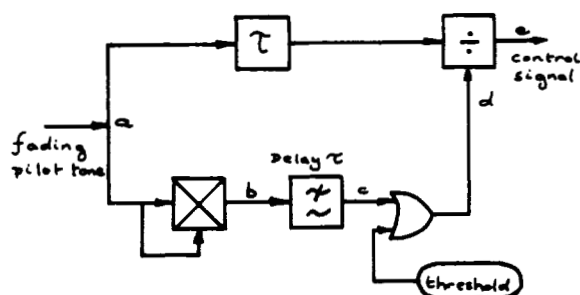 τ
÷
e
control
signal
d
a
fading
pilot tone
Delay τ
b
c
threshold